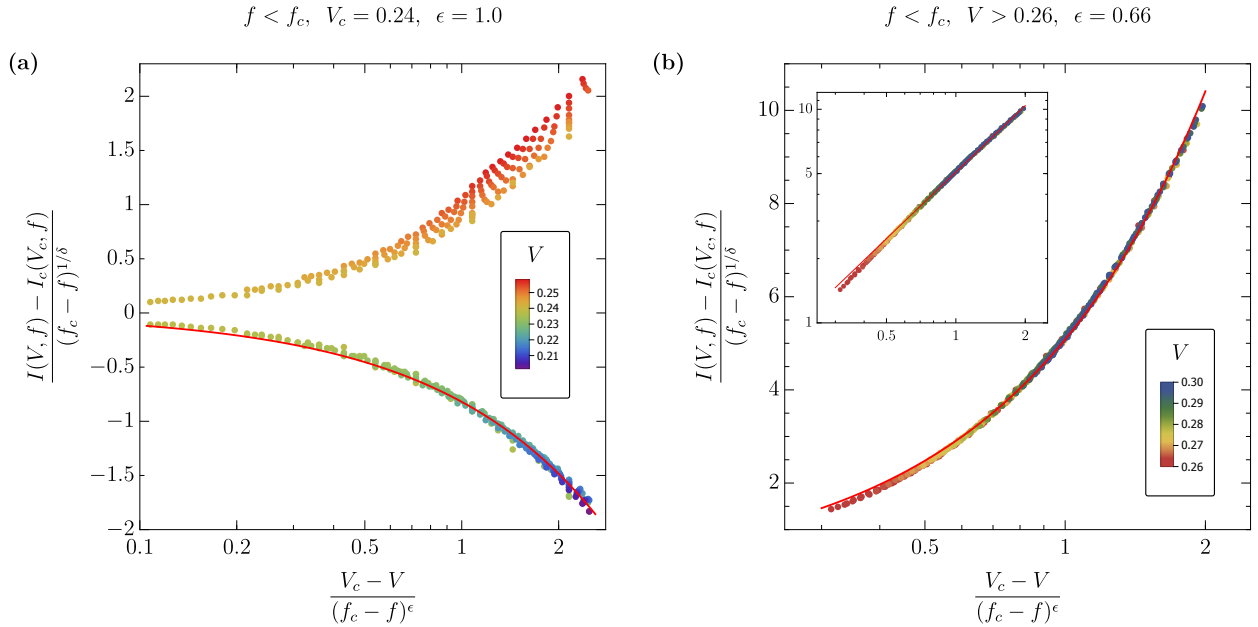 f < f_c, V_c = 0.24, ϵ = 1.0
(a)
2
1.5
1
0.5
0
−0.5
−1
−1.5
−2
0.1 0.2 0.5 1 2
I(V, f) − I_c(V_c, f)
(f_c − f)^{1/δ}
V_c − V
(f_c − f)^ϵ
V
0.25
0.24
0.23
0.22
0.21
f < f_c, V > 0.26, ϵ = 0.66
(b)
10
8
6
4
2
0.5 1 2
I(V, f) − I_c(V_c, f)
(f_c − f)^{1/δ}
V_c − V
(f_c − f)^ϵ
10
5
1
0.5 1 2
V
0.30
0.29
0.28
0.27
0.26